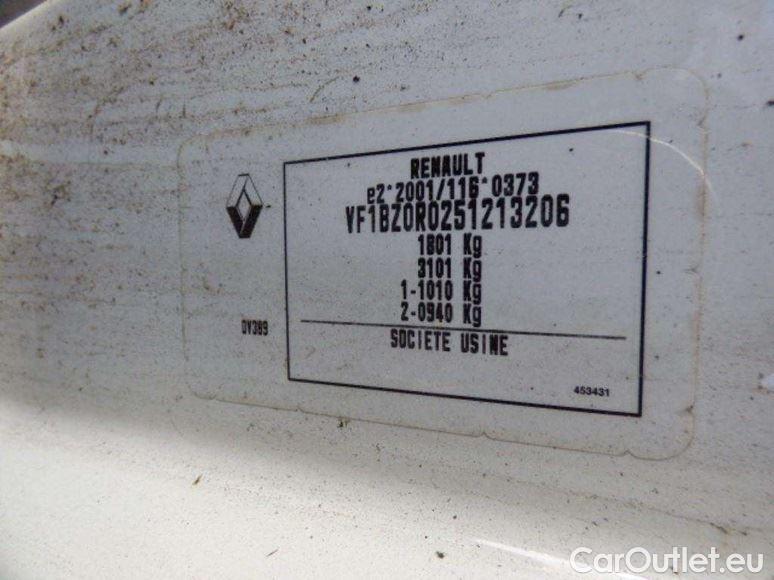 RENAULT
e2*2001/116*0373
VF1BZ0R0251213206
1801 Kg
3101 Kg
1-1010 Kg
2-0940 Kg
DV389
SOCIETE USINE
453431
CarOutlet.eu